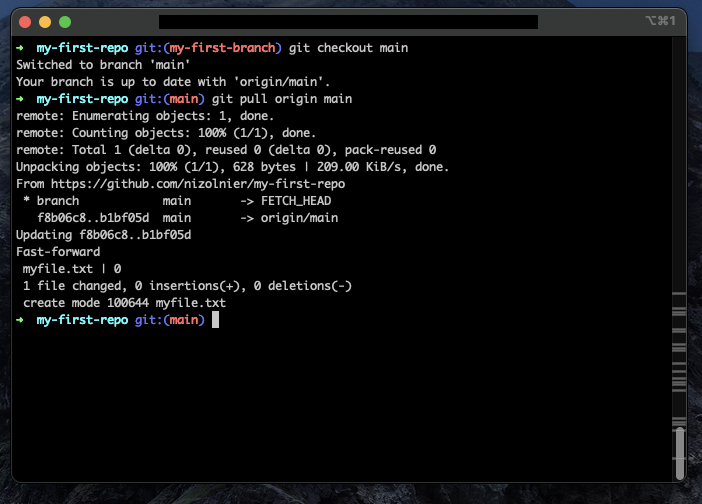 ⌥⌘1
➜ my-first-repo git:(my-first-branch) git checkout main
Switched to branch 'main'
Your branch is up to date with 'origin/main'.
➜ my-first-repo git:(main) git pull origin main
remote: Enumerating objects: 1, done.
remote: Counting objects: 100% (1/1), done.
remote: Total 1 (delta 0), reused 0 (delta 0), pack-reused 0
Unpacking objects: 100% (1/1), 628 bytes | 209.00 KiB/s, done.
From https://github.com/nizolnier/my-first-repo
 * branch            main       -> FETCH_HEAD
   f8b06c8..b1bf05d  main       -> origin/main
Updating f8b06c8..b1bf05d
Fast-forward
 myfile.txt | 0
 1 file changed, 0 insertions(+), 0 deletions(-)
 create mode 100644 myfile.txt
➜ my-first-repo git:(main)